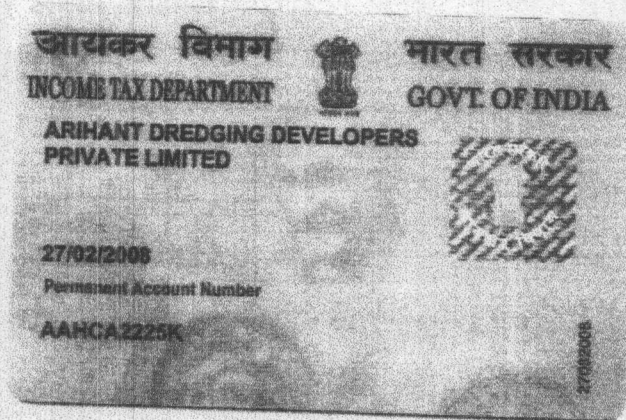 आयकर विभाग
भारत सरकार
INCOME TAX DEPARTMENT
GOVT. OF INDIA
ARIHANT DREDGING DEVELOPERS
PRIVATE LIMITED
27/02/2008
Permanent Account Number
AAHCA2225K